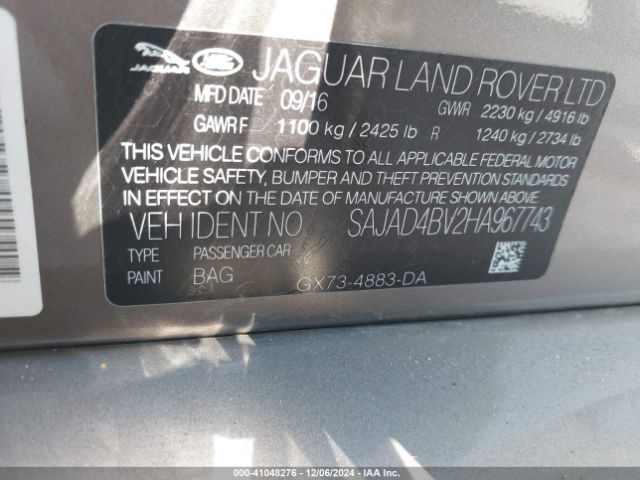 JAGUAR JAGUAR LAND ROVER LTD
MFD DATE 09/16 GWR 2230 kg / 4916 lb
GAWR F 1100 kg / 2425 lb R 1240 kg / 2734 lb
THIS VEHICLE CONFORMS TO ALL APPLICABLE FEDERAL MOTOR
VEHICLE SAFETY, BUMPER AND THEFT PREVENTION STANDARDS
IN EFFECT ON THE DATE OF MANUFACTURE SHOWN ABOVE.
VEH IDENT NO SAJAD4BV2HA967743
TYPE PASSENGER CAR
PAINT BAG GX73-4883-DA
00-41048276 - 12/06/2024 - IAA Inc.